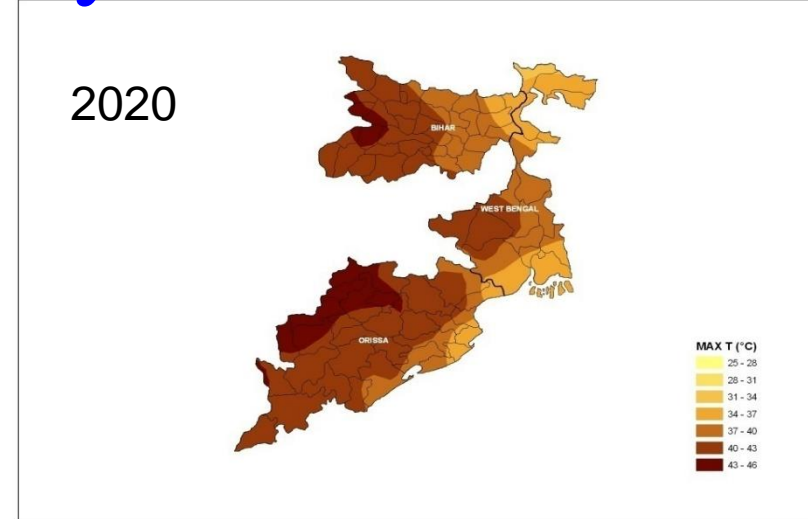 2020
BIHAR
WEST BENGAL
ORISSA
MAX T (°C)
25 - 28
28 - 31
31 - 34
34 - 37
37 - 40
40 - 43
43 - 46